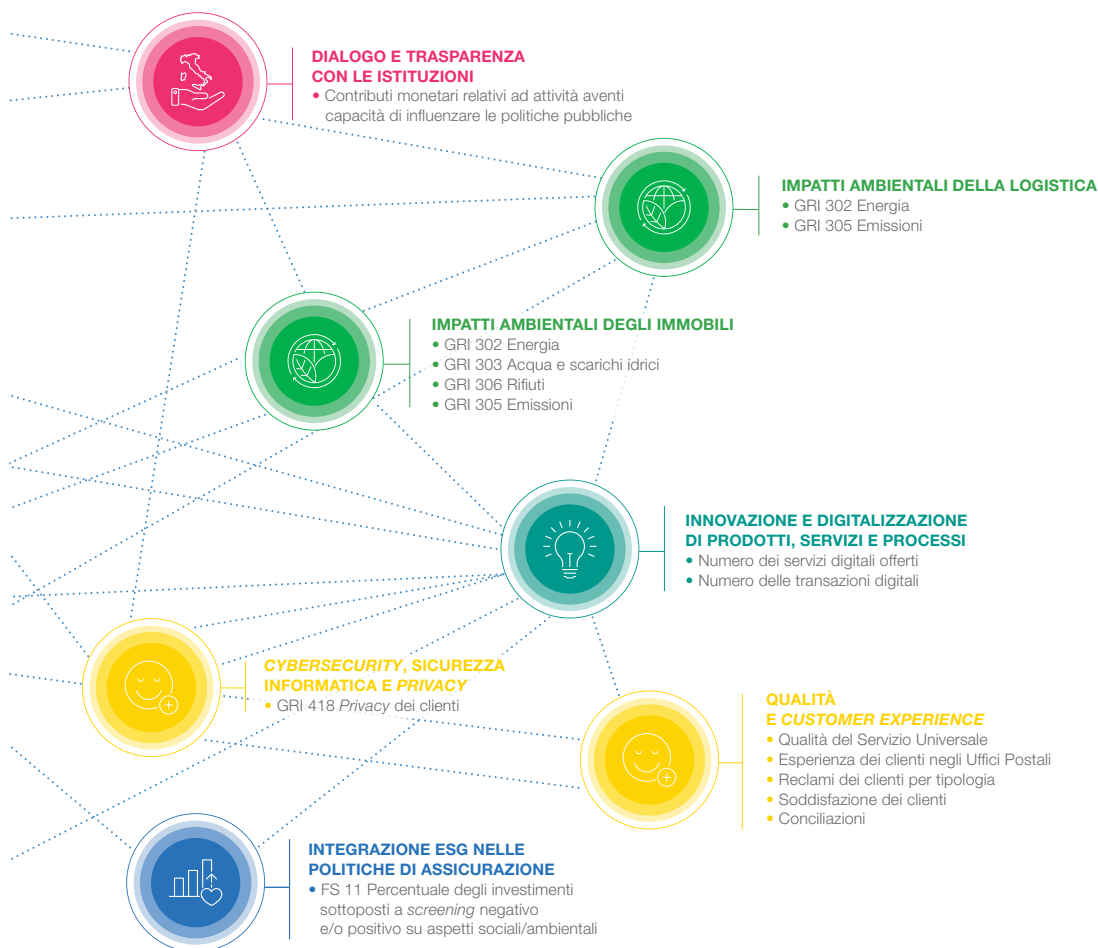 DIALOGO E TRASPARENZA
CON LE ISTITUZIONI
• Contributi monetari relativi ad attività aventi
capacità di influenzare le politiche pubbliche
IMPATTI AMBIENTALI DELLA LOGISTICA
• GRI 302 Energia
• GRI 305 Emissioni
IMPATTI AMBIENTALI DEGLI IMMOBILI
• GRI 302 Energia
• GRI 303 Acqua e scarichi idrici
• GRI 306 Rifiuti
• GRI 305 Emissioni
INNOVAZIONE E DIGITALIZZAZIONE
DI PRODOTTI, SERVIZI E PROCESSI
• Numero dei servizi digitali offerti
• Numero delle transazioni digitali
CYBERSECURITY, SICUREZZA
INFORMATICA E PRIVACY
• GRI 418 Privacy dei clienti
QUALITÀ
E CUSTOMER EXPERIENCE
• Qualità del Servizio Universale
• Esperienza dei clienti negli Uffici Postali
• Reclami dei clienti per tipologia
• Soddisfazione dei clienti
• Conciliazioni
INTEGRAZIONE ESG NELLE
POLITICHE DI ASSICURAZIONE
• FS 11 Percentuale degli investimenti
sottoposti a screening negativo
e/o positivo su aspetti sociali/ambientali